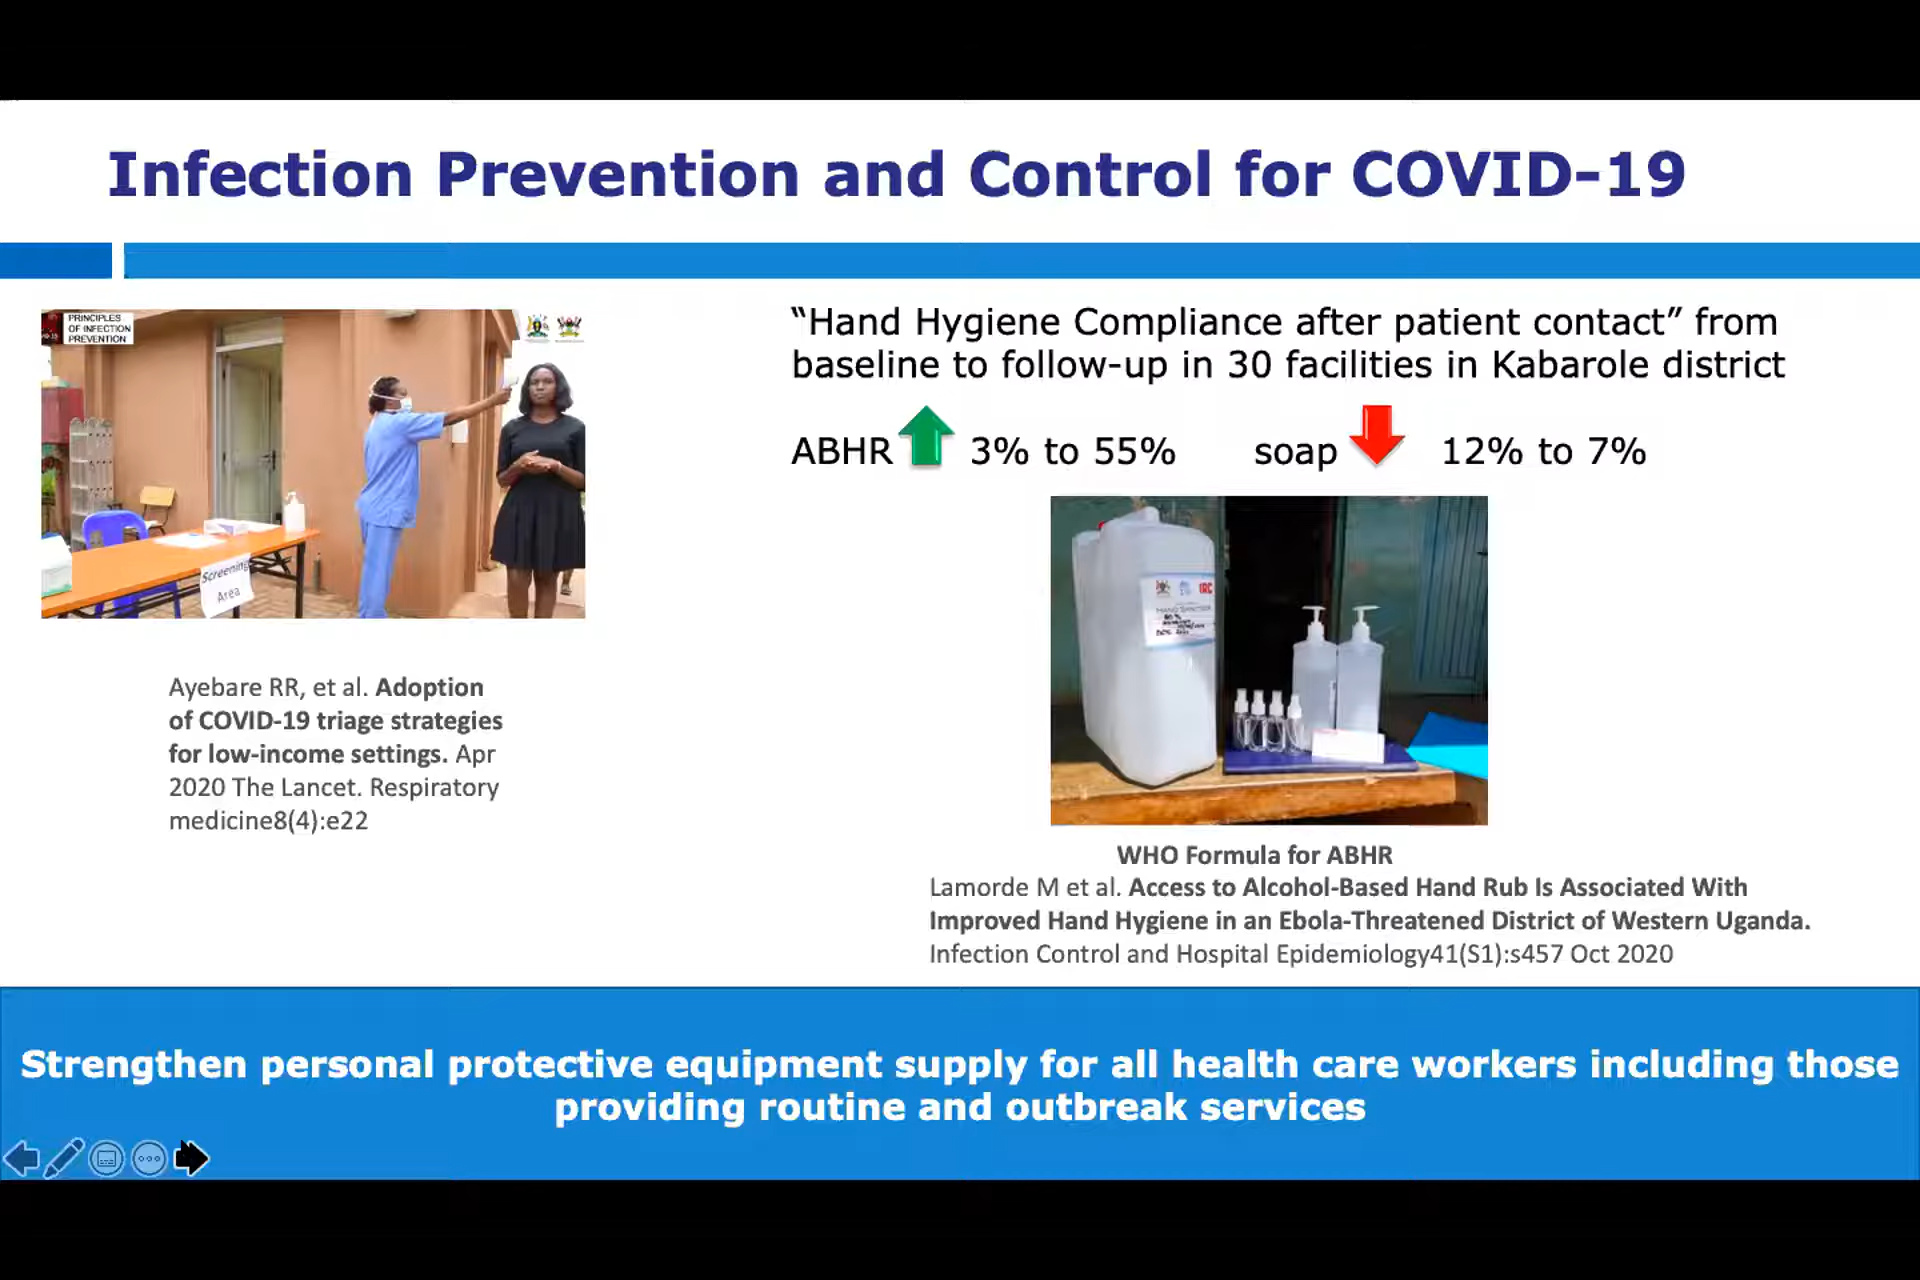 Infection Prevention and Control for COVID-19
PRINCIPLES
OF INFECTION
PREVENTION
Screening
Area
Ayebare RR, et al. Adoption
of COVID-19 triage strategies
for low-income settings. Apr
2020 The Lancet. Respiratory
medicine8(4):e22
“Hand Hygiene Compliance after patient contact” from
baseline to follow-up in 30 facilities in Kabarole district
ABHR 3% to 55% soap 12% to 7%
IRC
HAND SANITIZER
80%
WHO Formula for ABHR
Lamorde M et al. Access to Alcohol-Based Hand Rub Is Associated With
Improved Hand Hygiene in an Ebola-Threatened District of Western Uganda.
Infection Control and Hospital Epidemiology41(S1):s457 Oct 2020
Strengthen personal protective equipment supply for all health care workers including those
providing routine and outbreak services